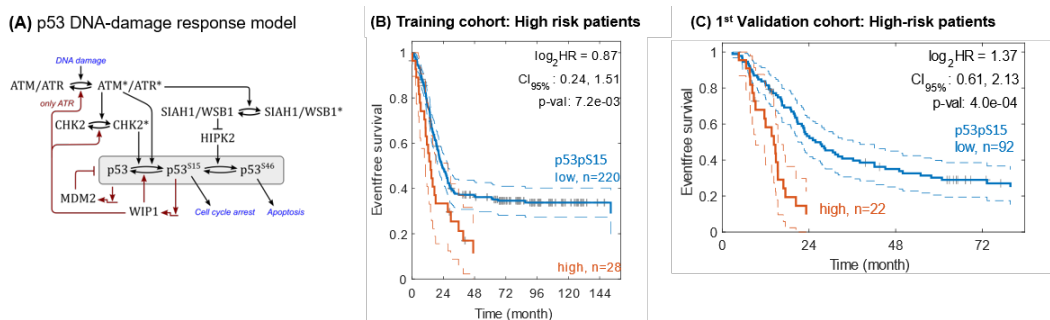 (A) p53 DNA-damage response model
DNA damage
ATM/ATR ATM*/ATR*
only ATR
SIAH1/WSB1 SIAH1/WSB1*
CHK2 CHK2*
HIPK2
p53 p53S15 p53S46
MDM2
WIP1
Cell cycle arrest Apoptosis
(B) Training cohort: High risk patients
Eventfree survival
1
0.8
0.6
0.4
0.2
0
log2HR = 0.87
CI95% : 0.24, 1.51
p-val: 7.2e-03
p53pS15
low, n=220
high, n=28
0 24 48 72 96 120 144
Time (month)
(C) 1st Validation cohort: High-risk patients
Eventfree survival
1
0.8
0.6
0.4
0.2
0
log2HR = 1.37
CI95% : 0.61, 2.13
p-val: 4.0e-04
p53pS15
low, n=92
high, n=22
0 24 48 72
Time (month)